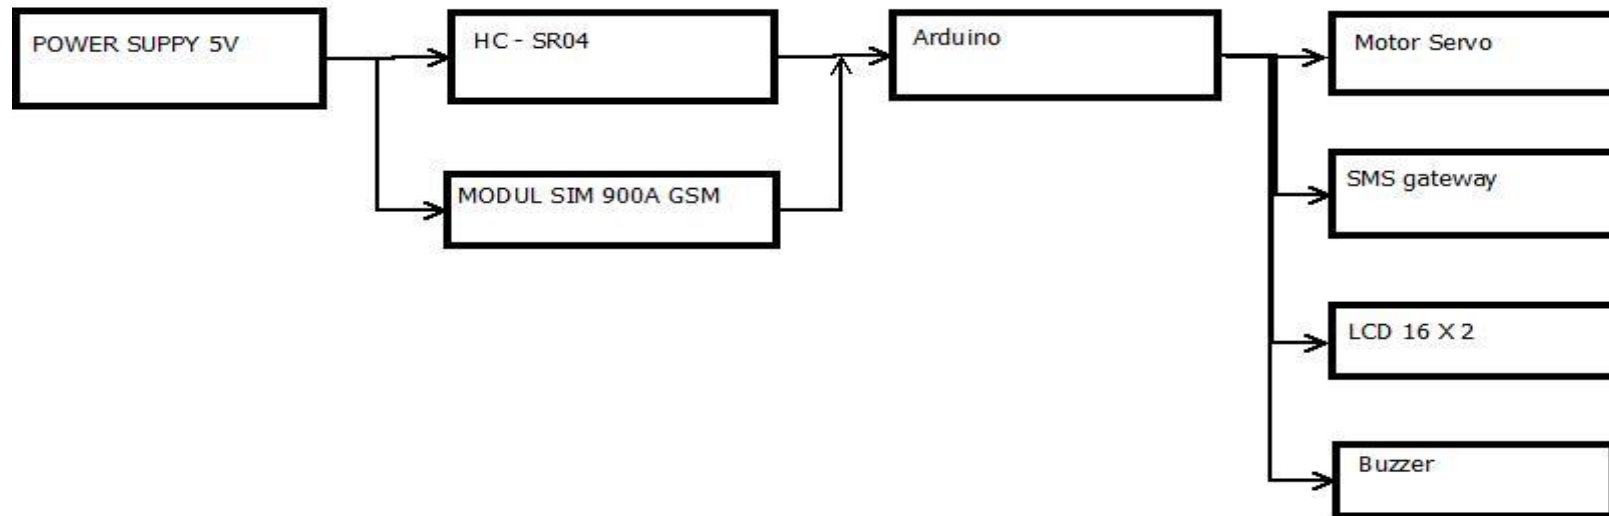 POWER SUPPY 5V
HC - SR04
Arduino
Motor Servo
MODUL SIM 900A GSM
SMS gateway
LCD 16 X 2
Buzzer